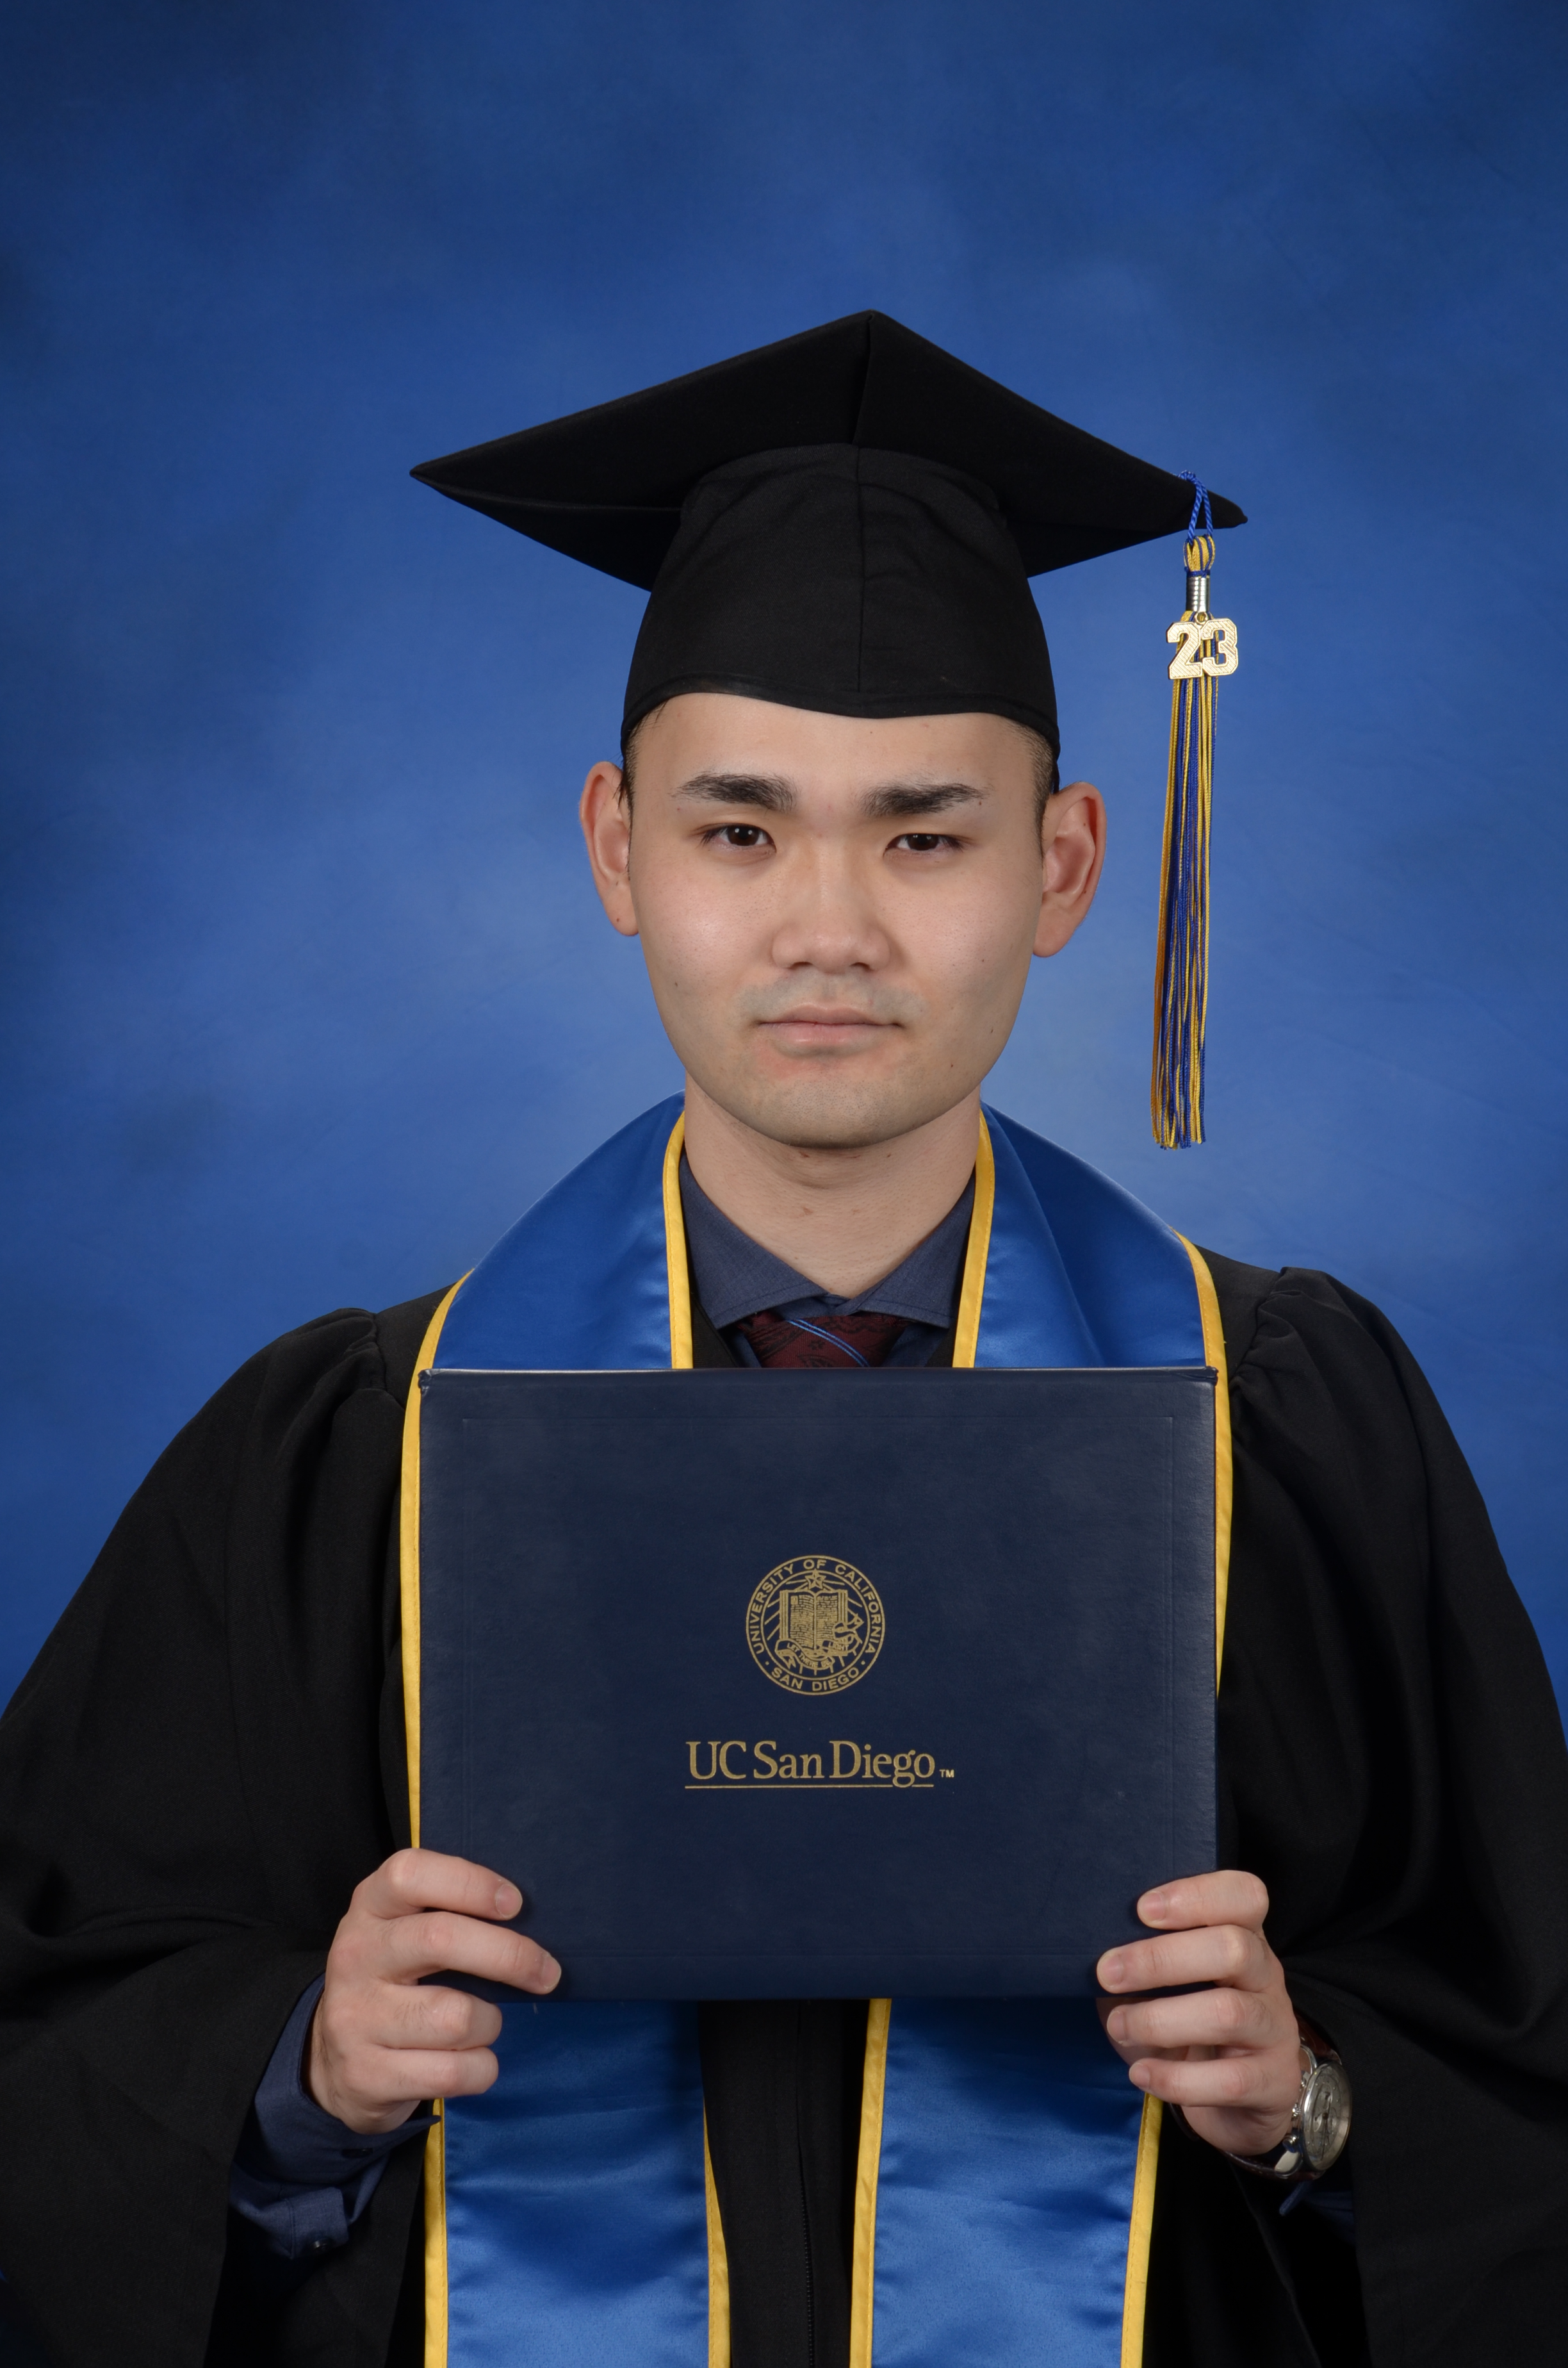 23
UNIVERSITY OF CALIFORNIA
· SAN DIEGO ·
UC San Diego™